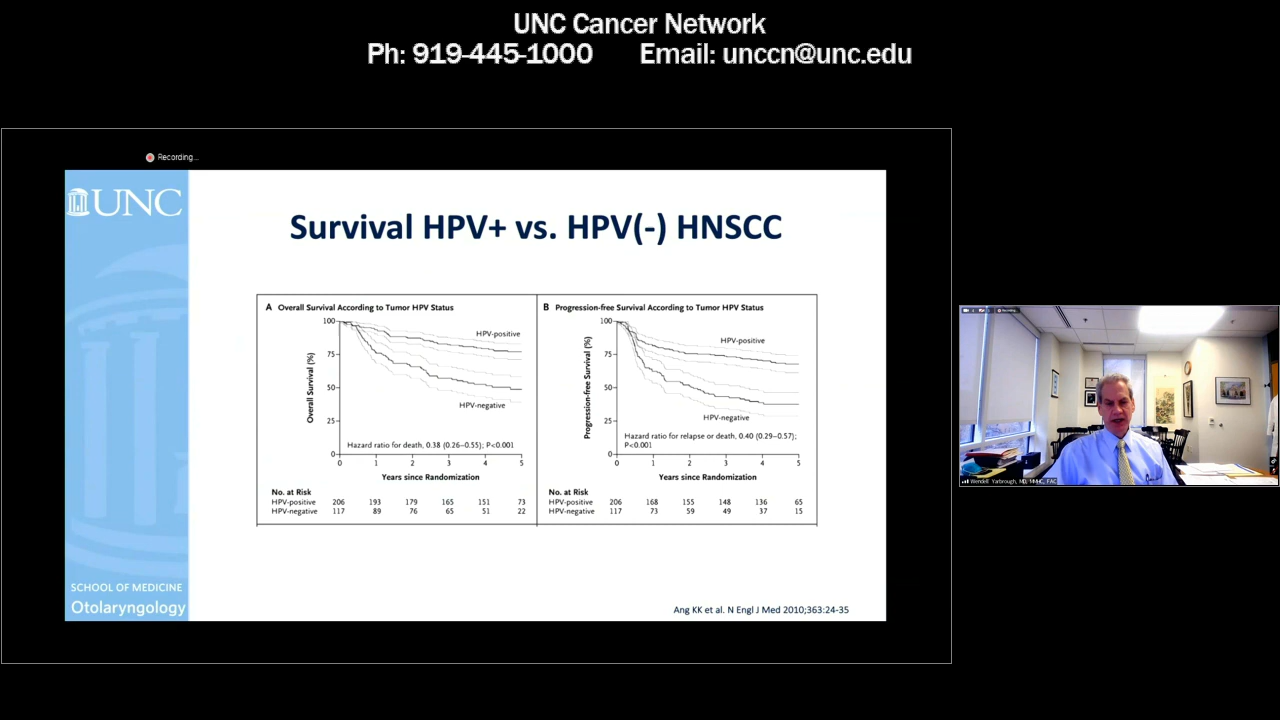 UNC Cancer Network
Ph: 919-445-1000 Email: unccn@unc.edu
Recording...
UNC
Survival HPV+ vs. HPV(-) HNSCC
A Overall Survival According to Tumor HPV Status
100
75
50
25
0
Overall Survival (%)
HPV-positive
HPV-negative
Hazard ratio for death, 0.38 (0.26–0.55); P<0.001
0 1 2 3 4 5
Years since Randomization
No. at Risk
HPV-positive 206 193 179 165 151 73
HPV-negative 117 89 76 65 51 22
B Progression-free Survival According to Tumor HPV Status
100
75
50
25
0
Progression-free Survival (%)
HPV-positive
HPV-negative
Hazard ratio for relapse or death, 0.40 (0.29–0.57);
P<0.001
0 1 2 3 4 5
Years since Randomization
No. at Risk
HPV-positive 206 168 155 148 136 65
HPV-negative 117 73 59 49 37 15
SCHOOL OF MEDICINE
Otolaryngology
Ang KK et al. N Engl J Med 2010;363:24-35
Wendell Yarbrough, MD, MMHC, FAC